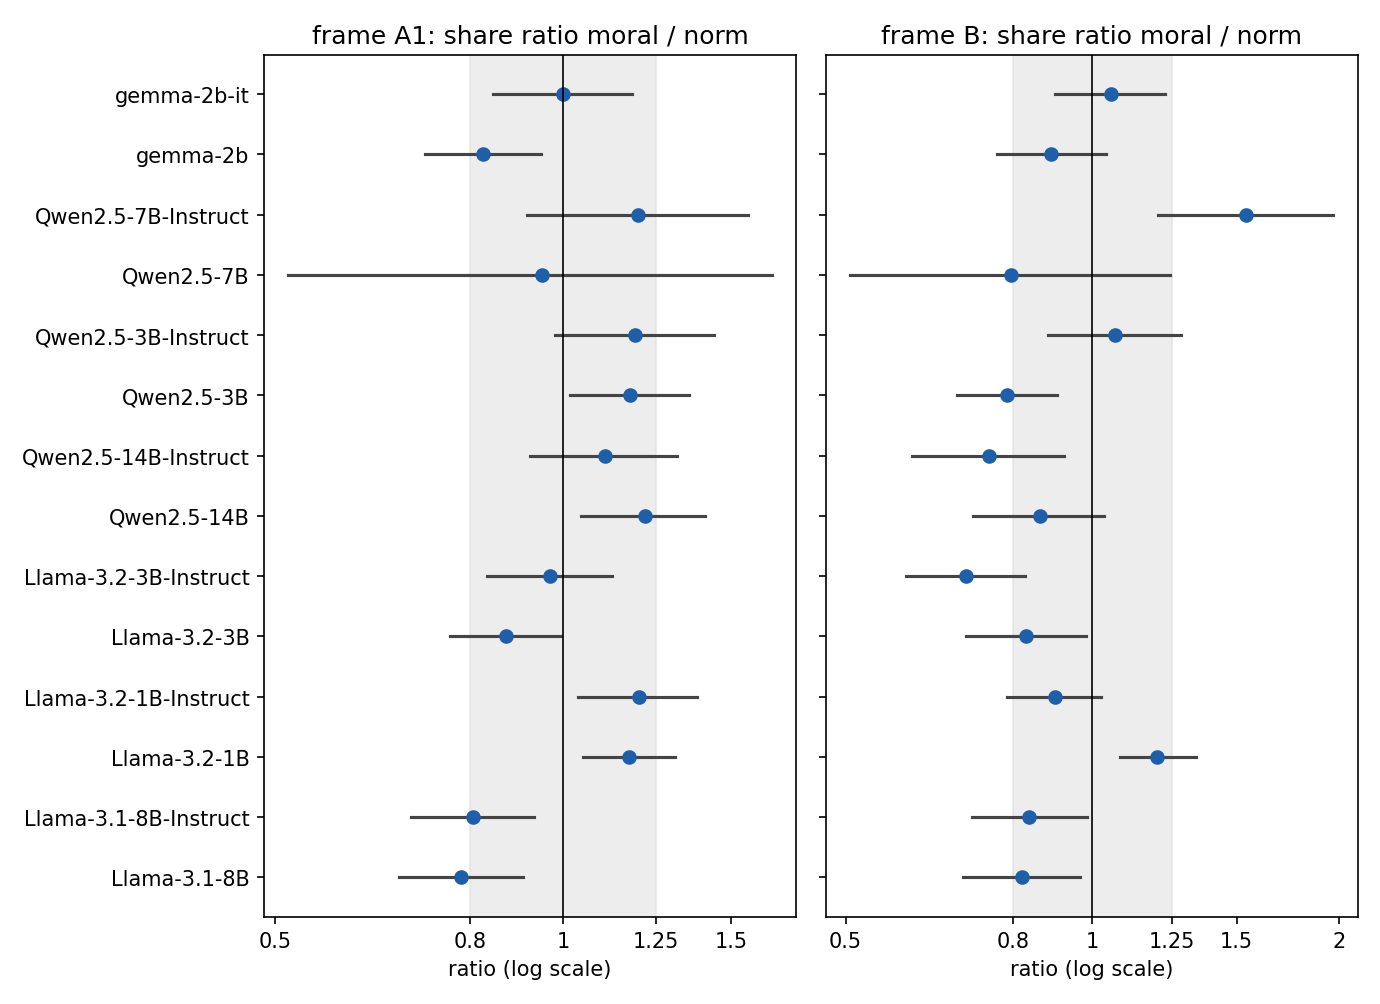 frame A1: share ratio moral / norm
frame B: share ratio moral / norm
gemma-2b-it
gemma-2b
Qwen2.5-7B-Instruct
Qwen2.5-7B
Qwen2.5-3B-Instruct
Qwen2.5-3B
Qwen2.5-14B-Instruct
Qwen2.5-14B
Llama-3.2-3B-Instruct
Llama-3.2-3B
Llama-3.2-1B-Instruct
Llama-3.2-1B
Llama-3.1-8B-Instruct
Llama-3.1-8B
0.5 0.8 1 1.25 1.5
0.5 0.8 1 1.25 1.5 2
ratio (log scale)
ratio (log scale)